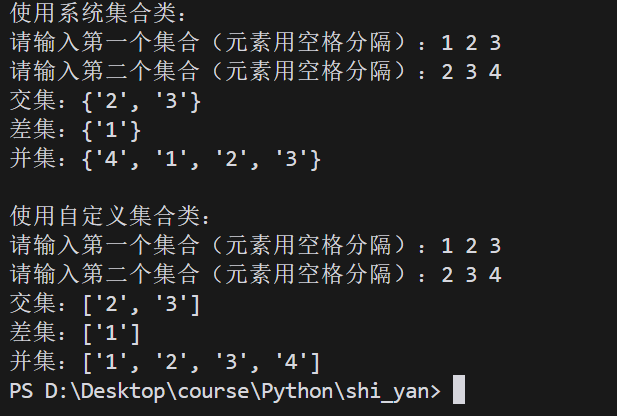 使用系统集合类：
请输入第一个集合（元素用空格分隔）：1 2 3
请输入第二个集合（元素用空格分隔）：2 3 4
交集：{'2', '3'}
差集：{'1'}
并集：{'4', '1', '2', '3'}
使用自定义集合类：
请输入第一个集合（元素用空格分隔）：1 2 3
请输入第二个集合（元素用空格分隔）：2 3 4
交集：['2', '3']
差集：['1']
并集：['1', '2', '3', '4']
PS D:\Desktop\course\Python\shi_yan>